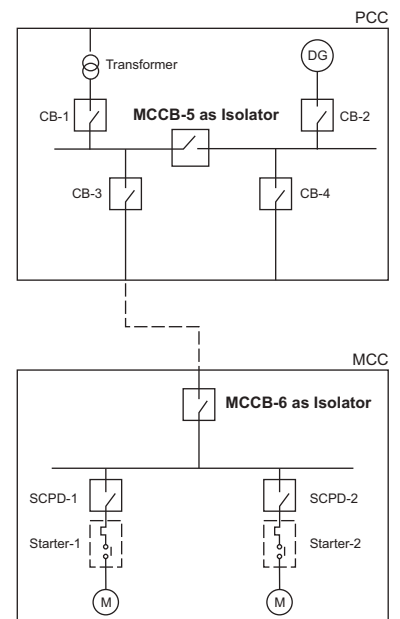 PCC
Transformer
DG
CB-1
MCCB-5 as Isolator
CB-2
CB-3
CB-4
MCC
MCCB-6 as Isolator
SCPD-1
SCPD-2
Starter-1
Starter-2
M
M